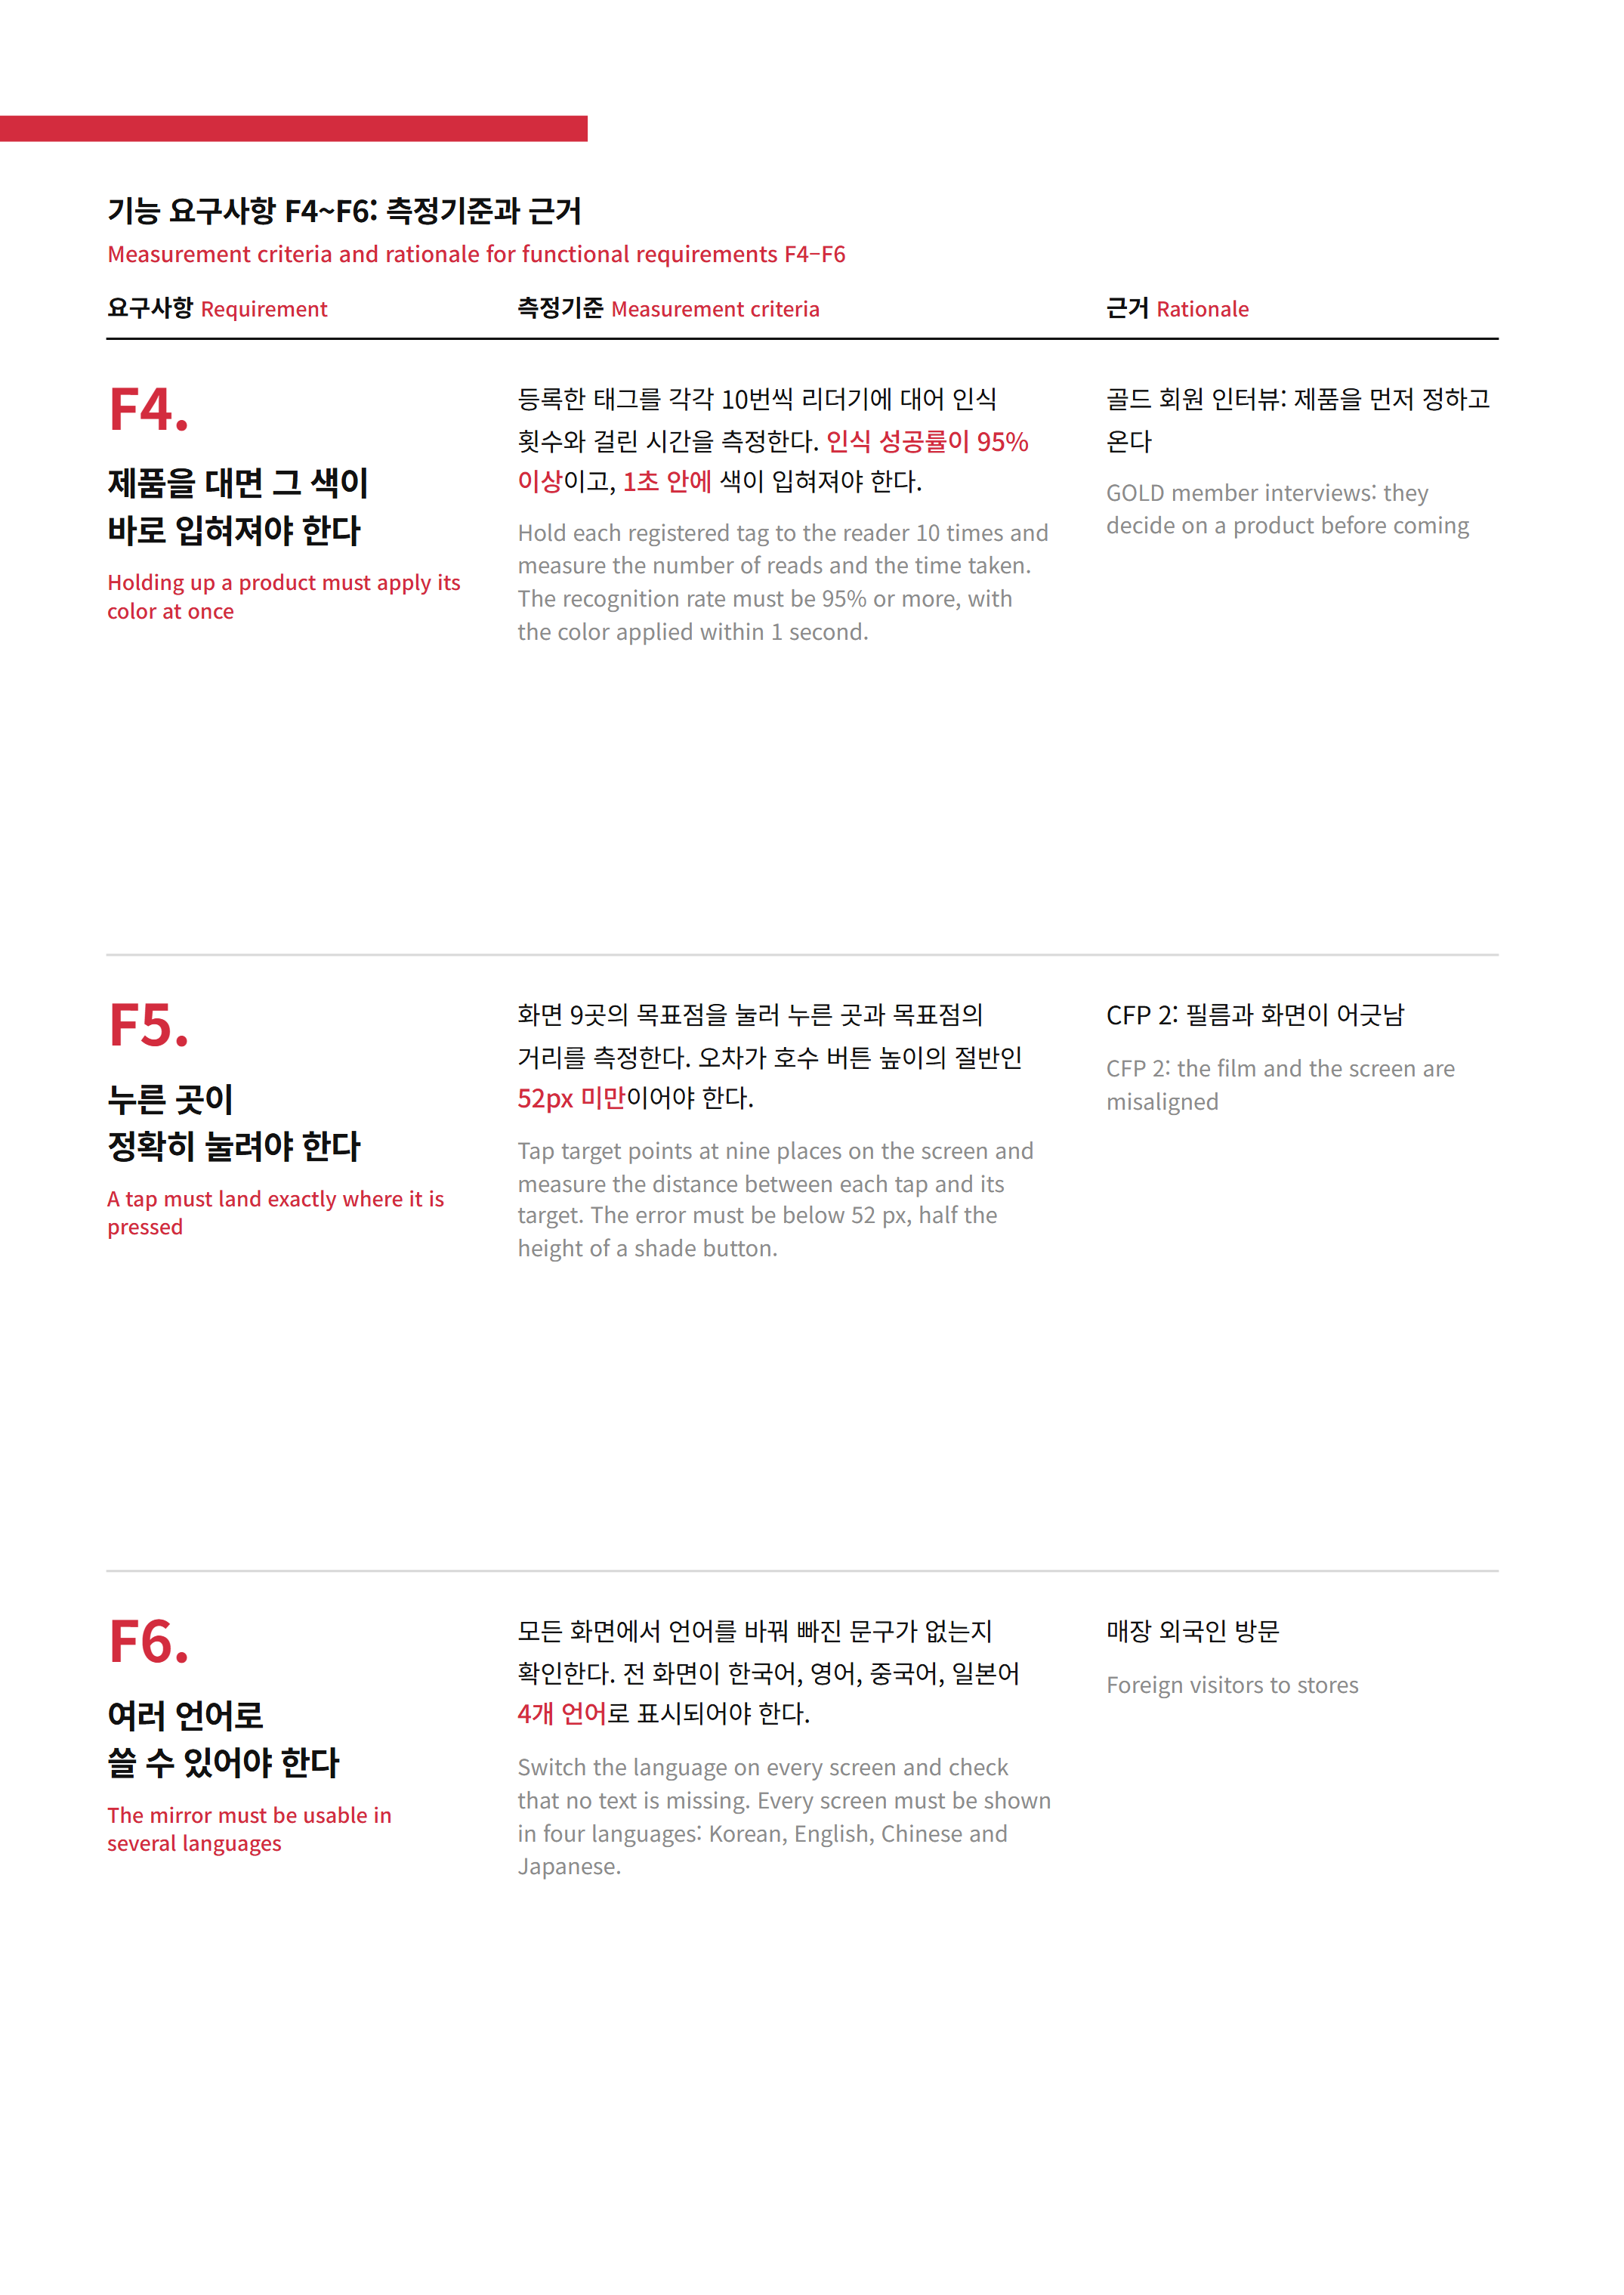 기능 요구사항 F4~F6: 측정기준과 근거
Measurement criteria and rationale for functional requirements F4–F6
요구사항 Requirement
측정기준 Measurement criteria
근거 Rationale
F4.
제품을 대면 그 색이
바로 입혀져야 한다
Holding up a product must apply its
color at once
등록한 태그를 각각 10번씩 리더기에 대어 인식
횟수와 걸린 시간을 측정한다. 인식 성공률이 95%
이상이고, 1초 안에 색이 입혀져야 한다.
Hold each registered tag to the reader 10 times and
measure the number of reads and the time taken.
The recognition rate must be 95% or more, with
the color applied within 1 second.
골드 회원 인터뷰: 제품을 먼저 정하고
온다
GOLD member interviews: they
decide on a product before coming
F5.
누른 곳이
정확히 눌려야 한다
A tap must land exactly where it is
pressed
화면 9곳의 목표점을 눌러 누른 곳과 목표점의
거리를 측정한다. 오차가 호수 버튼 높이의 절반인
52px 미만이어야 한다.
Tap target points at nine places on the screen and
measure the distance between each tap and its
target. The error must be below 52 px, half the
height of a shade button.
CFP 2: 필름과 화면이 어긋남
CFP 2: the film and the screen are
misaligned
F6.
여러 언어로
쓸 수 있어야 한다
The mirror must be usable in
several languages
모든 화면에서 언어를 바꿔 빠진 문구가 없는지
확인한다. 전 화면이 한국어, 영어, 중국어, 일본어
4개 언어로 표시되어야 한다.
Switch the language on every screen and check
that no text is missing. Every screen must be shown
in four languages: Korean, English, Chinese and
Japanese.
매장 외국인 방문
Foreign visitors to stores